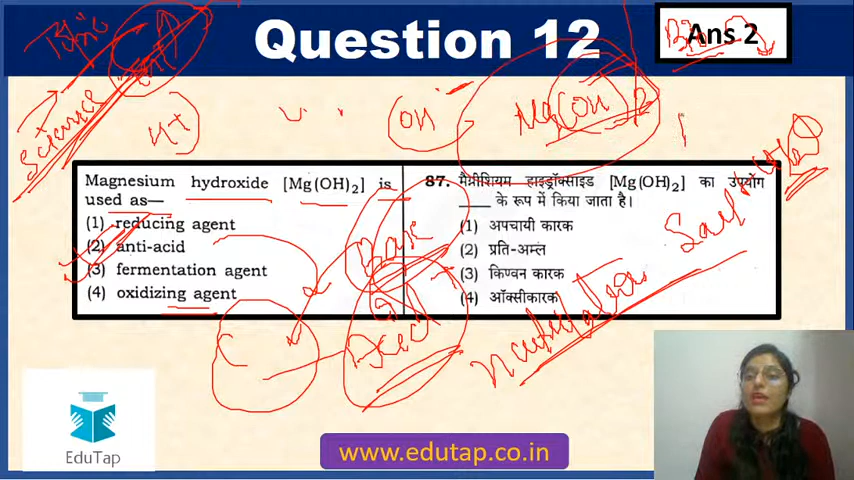 Question 12
Ans 2
Topic
Science
H+
OH
Mg(OH)2
Magnesium hydroxide [Mg(OH)2] is
used as—
(1) reducing agent
(2) anti-acid
(3) fermentation agent
(4) oxidizing agent
87. मैग्नीशियम हाइड्रॉक्साइड [Mg(OH)2] का उपयोग
____ के रूप में किया जाता है।
(1) अपचायी कारक
(2) प्रति-अम्ल
(3) किण्वन कारक
(4) ऑक्सीकारक
Base
Acid
EduTap
www.edutap.co.in